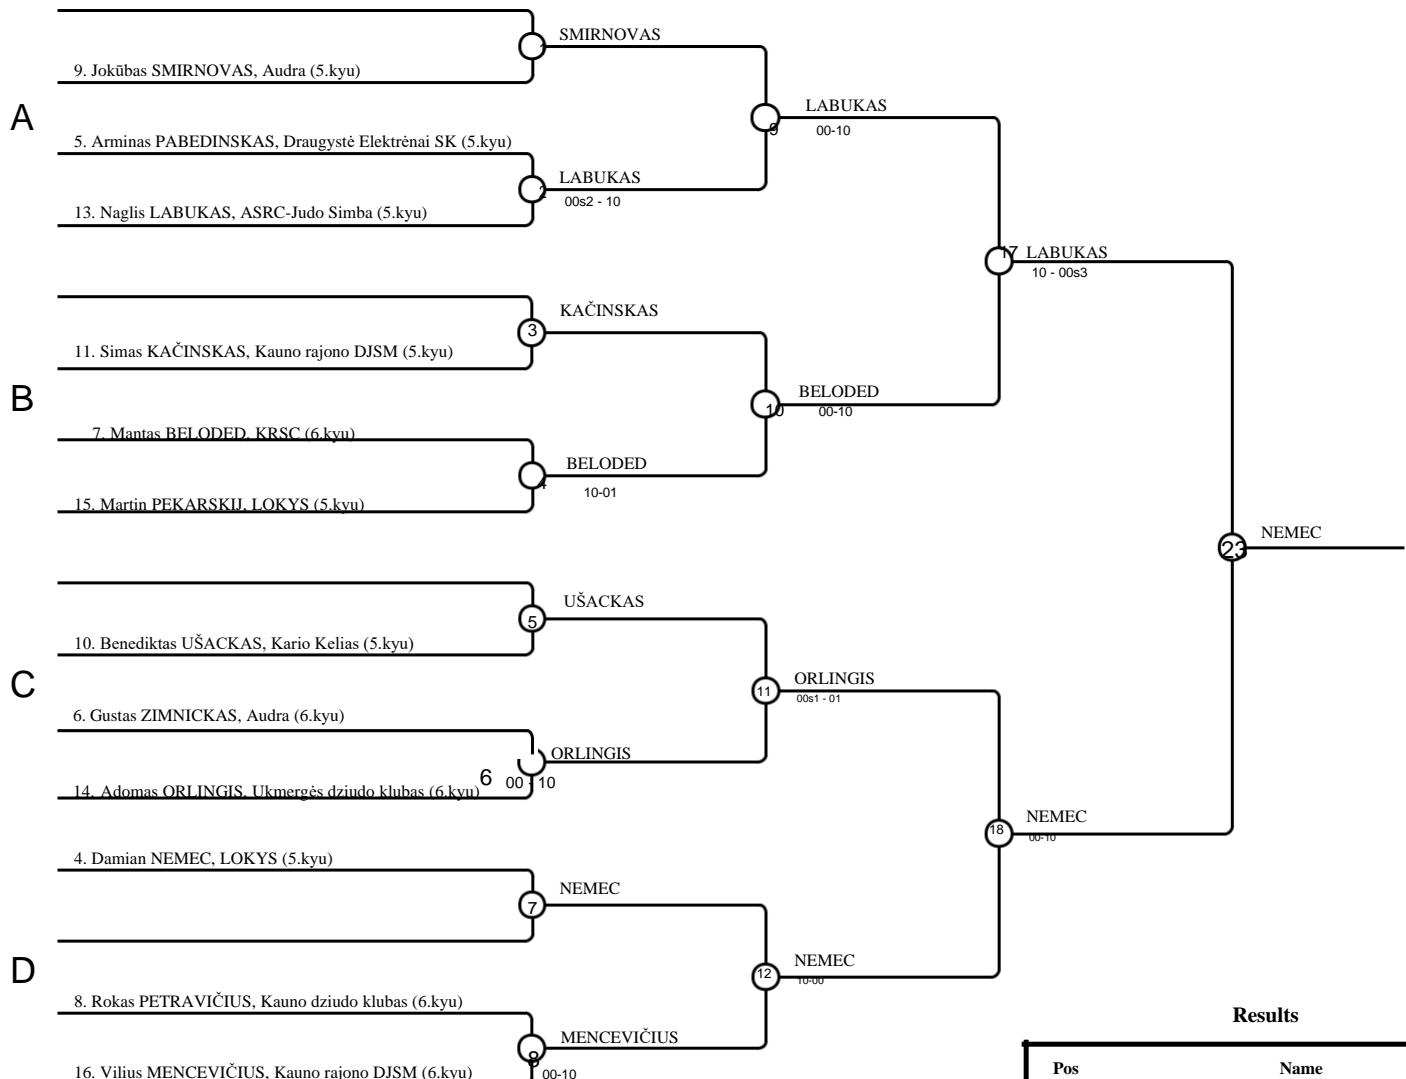 SMIRNOVAS
1
9. Jokūbas SMIRNOVAS, Audra (5.kyu)
A
LABUKAS
9
00-10
5. Arminas PABEDINSKAS, Draugystė Elektrėnai SK (5.kyu)
LABUKAS
2
00s2 - 10
13. Naglis LABUKAS, ASRC-Judo Simba (5.kyu)
17 LABUKAS
10 - 00s3
KAČINSKAS
3
11. Simas KAČINSKAS, Kauno rajono DJSM (5.kyu)
B
BELODED
10
00-10
7. Mantas BELODED, KRSC (6.kyu)
BELODED
4
10-01
15. Martin PEKARSKIJ, LOKYS (5.kyu)
NEMEC
23
UŠACKAS
5
10. Benediktas UŠACKAS, Kario Kelias (5.kyu)
C
ORLINGIS
11
00s1 - 01
6. Gustas ZIMNICKAS, Audra (6.kyu)
ORLINGIS
6 00 - 10
14. Adomas ORLINGIS, Ukmergės dziudo klubas (6.kyu)
NEMEC
18
00-10
4. Damian NEMEC, LOKYS (5.kyu)
NEMEC
7
D
NEMEC
12
10-00
8. Rokas PETRAVIČIUS, Kauno dziudo klubas (6.kyu)
MENCEVIČIUS
8
00-10
16. Vilius MENCEVIČIUS, Kauno rajono DJSM (6.kyu)
Results
Pos Name